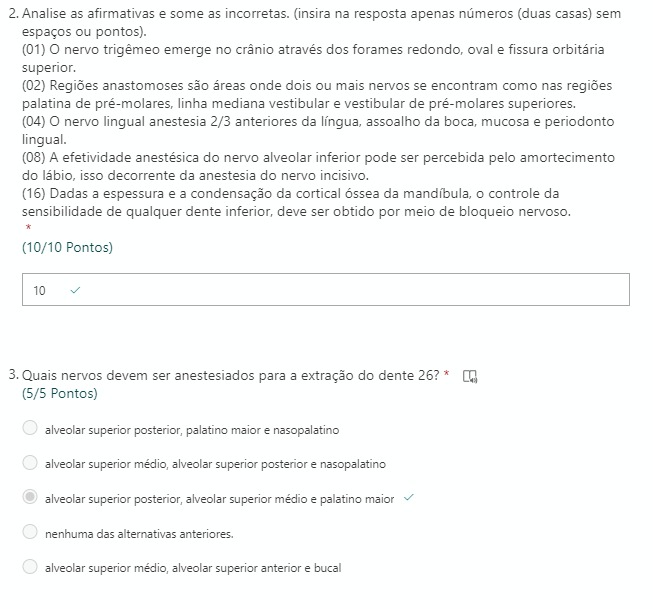 2. Analise as afirmativas e some as incorretas. (insira na resposta apenas números (duas casas) sem
espaços ou pontos).
(01) O nervo trigêmeo emerge no crânio através dos forames redondo, oval e fissura orbitária
superior.
(02) Regiões anastomoses são áreas onde dois ou mais nervos se encontram como nas regiões
palatina de pré-molares, linha mediana vestibular e vestibular de pré-molares superiores.
(04) O nervo lingual anestesia 2/3 anteriores da língua, assoalho da boca, mucosa e periodonto
lingual.
(08) A efetividade anestésica do nervo alveolar inferior pode ser percebida pelo amortecimento
do lábio, isso decorrente da anestesia do nervo incisivo.
(16) Dadas a espessura e a condensação da cortical óssea da mandíbula, o controle da
sensibilidade de qualquer dente inferior, deve ser obtido por meio de bloqueio nervoso.
*
(10/10 Pontos)
10
3. Quais nervos devem ser anestesiados para a extração do dente 26? *
(5/5 Pontos)
alveolar superior posterior, palatino maior e nasopalatino
alveolar superior médio, alveolar superior posterior e nasopalatino
alveolar superior posterior, alveolar superior médio e palatino maior
nenhuma das alternativas anteriores.
alveolar superior médio, alveolar superior anterior e bucal